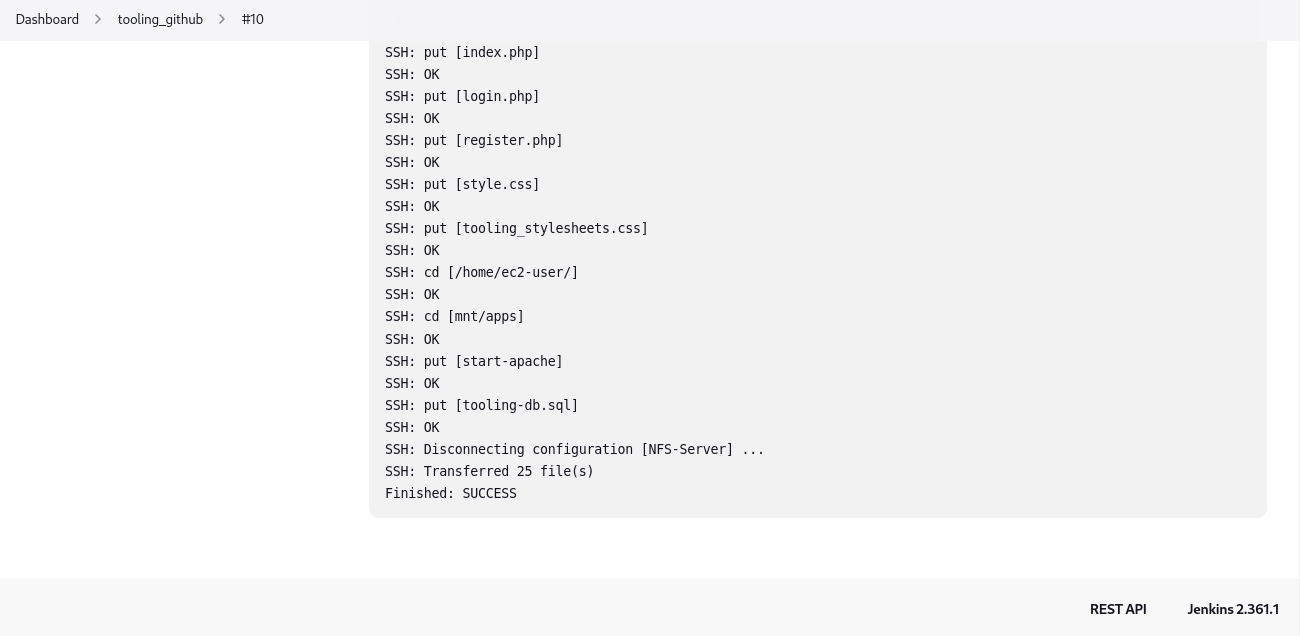 Dashboard > tooling_github > #10
SSH: put [index.php]
SSH: OK
SSH: put [login.php]
SSH: OK
SSH: put [register.php]
SSH: OK
SSH: put [style.css]
SSH: OK
SSH: put [tooling_stylesheets.css]
SSH: OK
SSH: cd [/home/ec2-user/]
SSH: OK
SSH: cd [mnt/apps]
SSH: OK
SSH: put [start-apache]
SSH: OK
SSH: put [tooling-db.sql]
SSH: OK
SSH: Disconnecting configuration [NFS-Server] ...
SSH: Transferred 25 file(s)
Finished: SUCCESS
REST API Jenkins 2.361.1